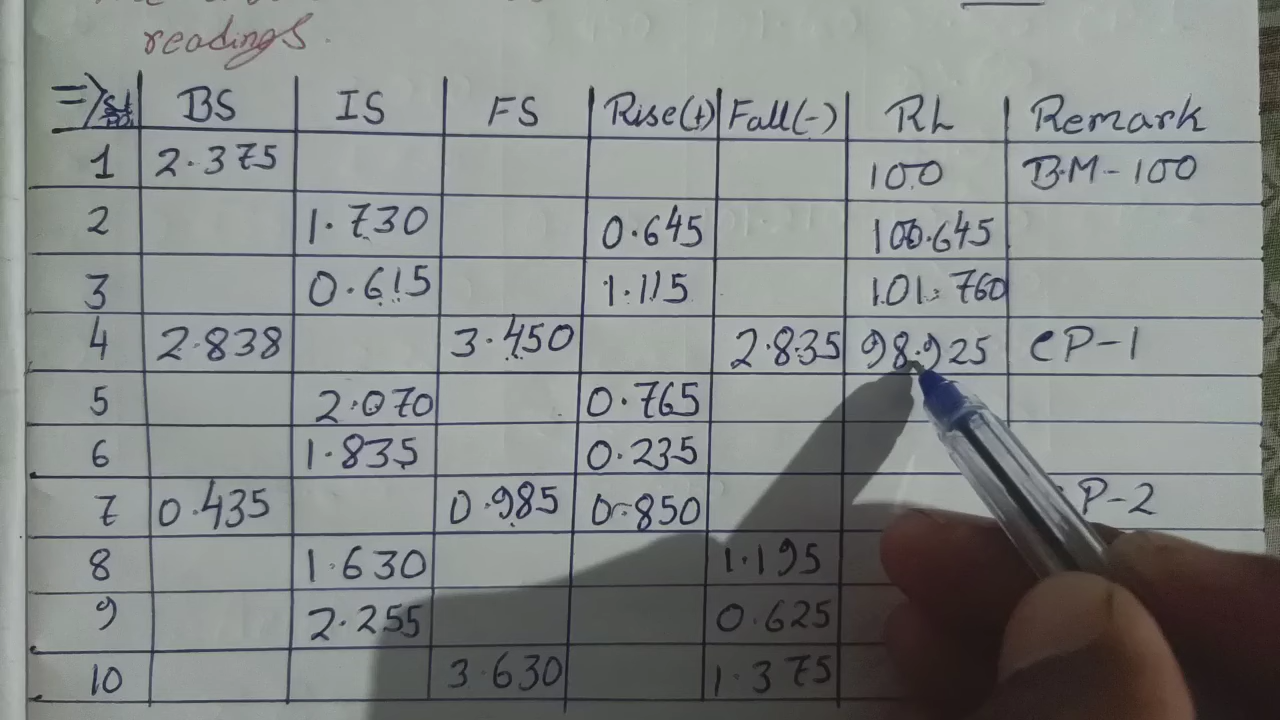 readings.
=> BS IS FS Rise(+) Fall(-) RL Remark
1 2.375 100 B.M-100
2 1.730 0.645 100.645
3 0.615 1.115 101.760
4 2.838 3.450 2.835 98.925 CP-1
5 2.070 0.765
6 1.835 0.235
7 0.435 0.985 0.850 P-2
8 1.630 1.195
9 2.255 0.625
10 3.630 1.375